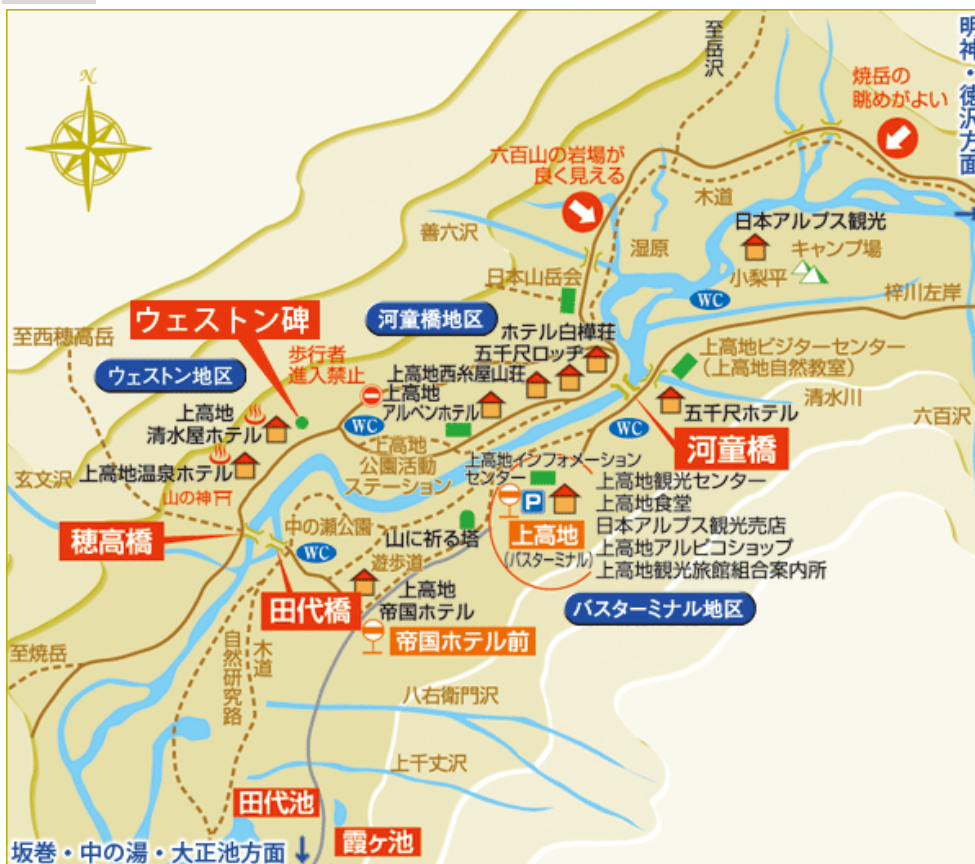 N
至岳沢
明神・徳沢方面
焼岳の
眺めがよい
六百山の岩場が
良く見える
木道
日本アルプス観光
善六沢
湿原
キャンプ場
小梨平
日本山岳会
WC
梓川左岸
ウェストン碑
河童橋地区
ホテル白樺荘
至西穂高岳
五千尺ロッヂ
上高地ビジターセンター
(上高地自然教室)
歩行者
進入禁止
ウェストン地区
上高地西糸屋山荘
上高地
アルペンホテル
清水川
上高地
清水屋ホテル
五千尺ホテル
六百沢
WC
WC
河童橋
上高地
公園活動
ステーション
上高地インフォメーション
センター
玄文沢
上高地温泉ホテル
山の神
P
上高地観光センター
上高地食堂
日本アルプス観光売店
上高地アルピコショップ
上高地観光旅館組合案内所
上高地
(バスターミナル)
穂高橋
中の瀬公園
WC
山に祈る塔
遊歩道
田代橋
上高地
帝国ホテル
バスターミナル地区
帝国ホテル前
至焼岳
自然研究路
木道
八右衛門沢
上千丈沢
田代池
霞ヶ池
坂巻・中の湯・大正池方面